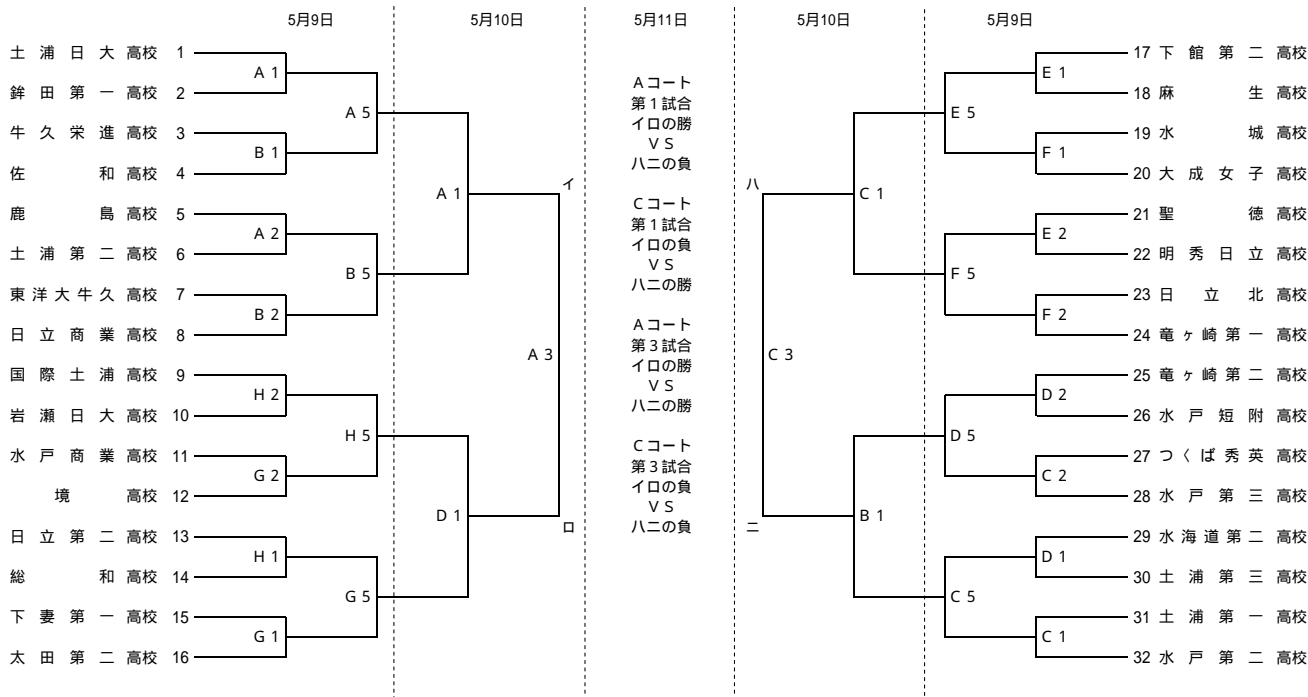 5月9日 5月10日 5月11日 5月10日 5月9日
土浦日大高校 1
A 1
鉾田第一高校 2
A 5
牛久栄進高校 3
B 1
佐和高校 4
A 1
イ
鹿島高校 5
A 2
土浦第二高校 6
B 5
東洋大牛久高校 7
B 2
日立商業高校 8
A 3
国際土浦高校 9
H 2
岩瀬日大高校 10
H 5
水戸商業高校 11
G 2
境高校 12
D 1
ロ
日立第二高校 13
H 1
総和高校 14
G 5
下妻第一高校 15
G 1
太田第二高校 16
Aコート
第1試合
イロの勝
VS
ハニの負
Cコート
第1試合
イロの負
VS
ハニの勝
Aコート
第3試合
イロの勝
VS
ハニの勝
Cコート
第3試合
イロの負
VS
ハニの負
17 下館第二高校
E 1
18 麻生高校
E 5
19 水城高校
F 1
20 大成女子高校
ハ
C 1
21 聖徳高校
E 2
22 明秀日立高校
F 5
23 日立北高校
F 2
24 竜ヶ崎第一高校
C 3
25 竜ヶ崎第二高校
D 2
26 水戸短附高校
D 5
27 つくば秀英高校
C 2
28 水戸第三高校
ニ
B 1
29 水海道第二高校
D 1
30 土浦第三高校
C 5
31 土浦第一高校
C 1
32 水戸第二高校